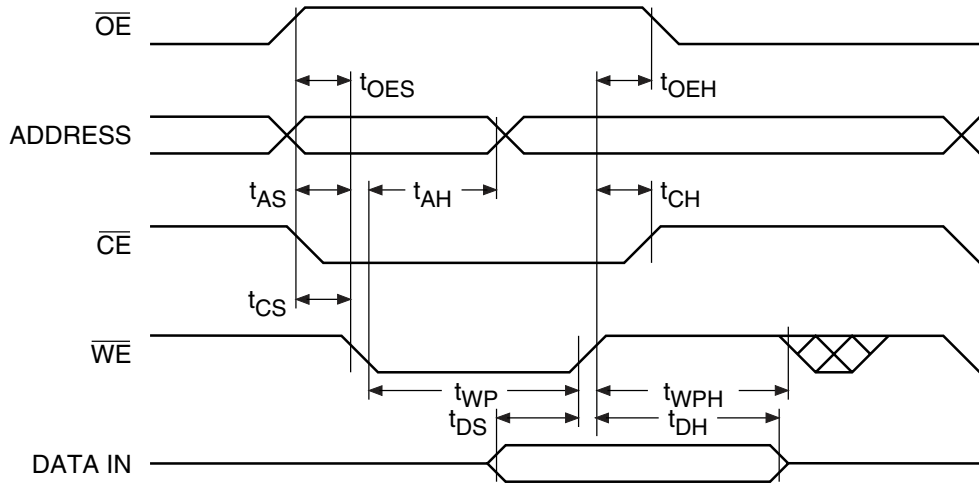 OE
tOES
tOEH
ADDRESS
tAS
tAH
tCH
CE
tCS
WE
tWP
tWPH
tDS
tDH
DATA IN